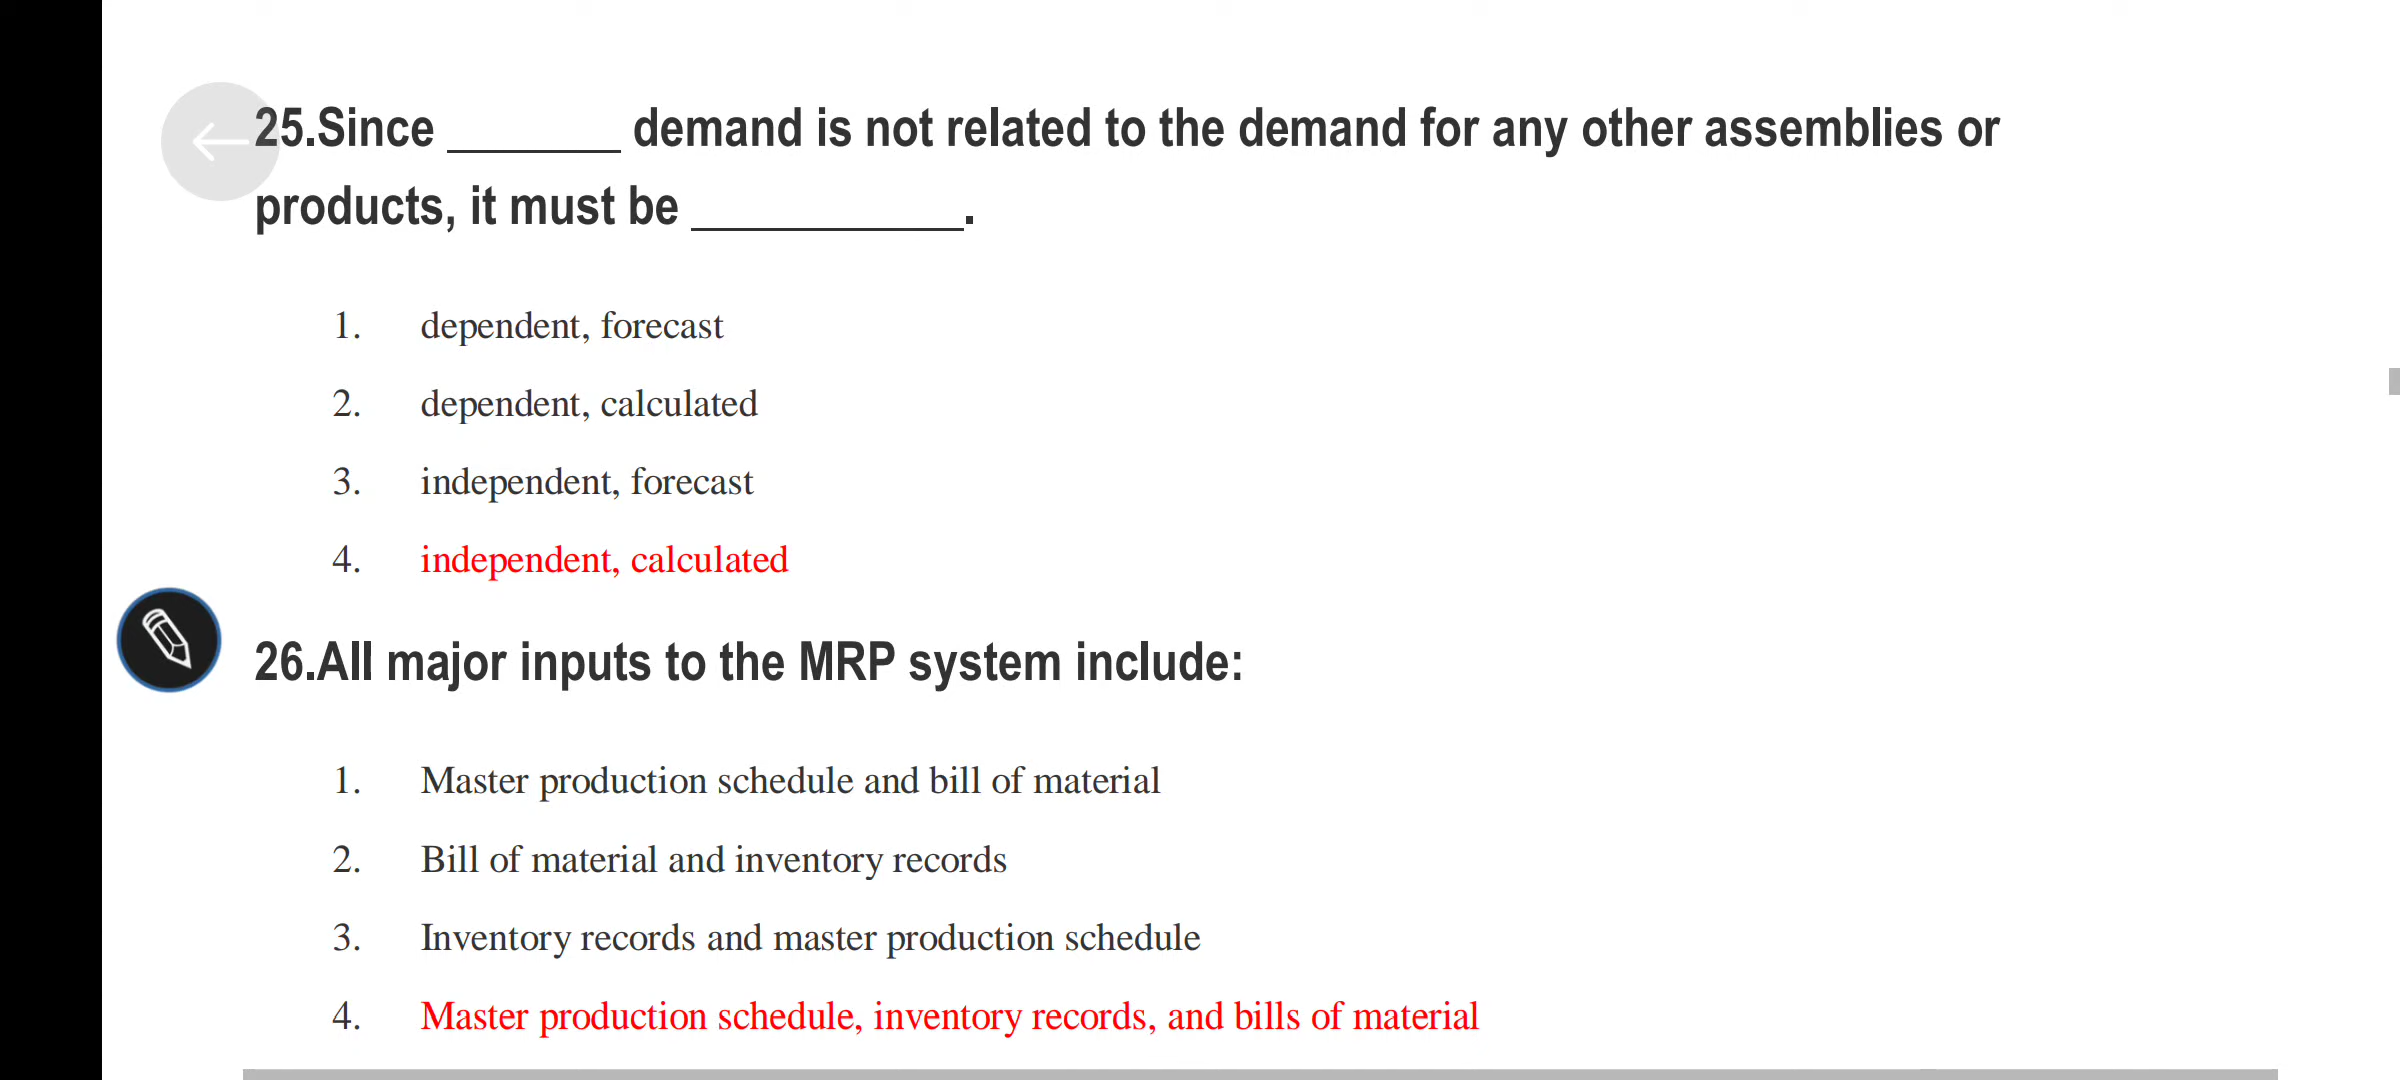 25.Since _______ demand is not related to the demand for any other assemblies or
products, it must be ___________.
1. dependent, forecast
2. dependent, calculated
3. independent, forecast
4. independent, calculated
26.All major inputs to the MRP system include:
1. Master production schedule and bill of material
2. Bill of material and inventory records
3. Inventory records and master production schedule
4. Master production schedule, inventory records, and bills of material